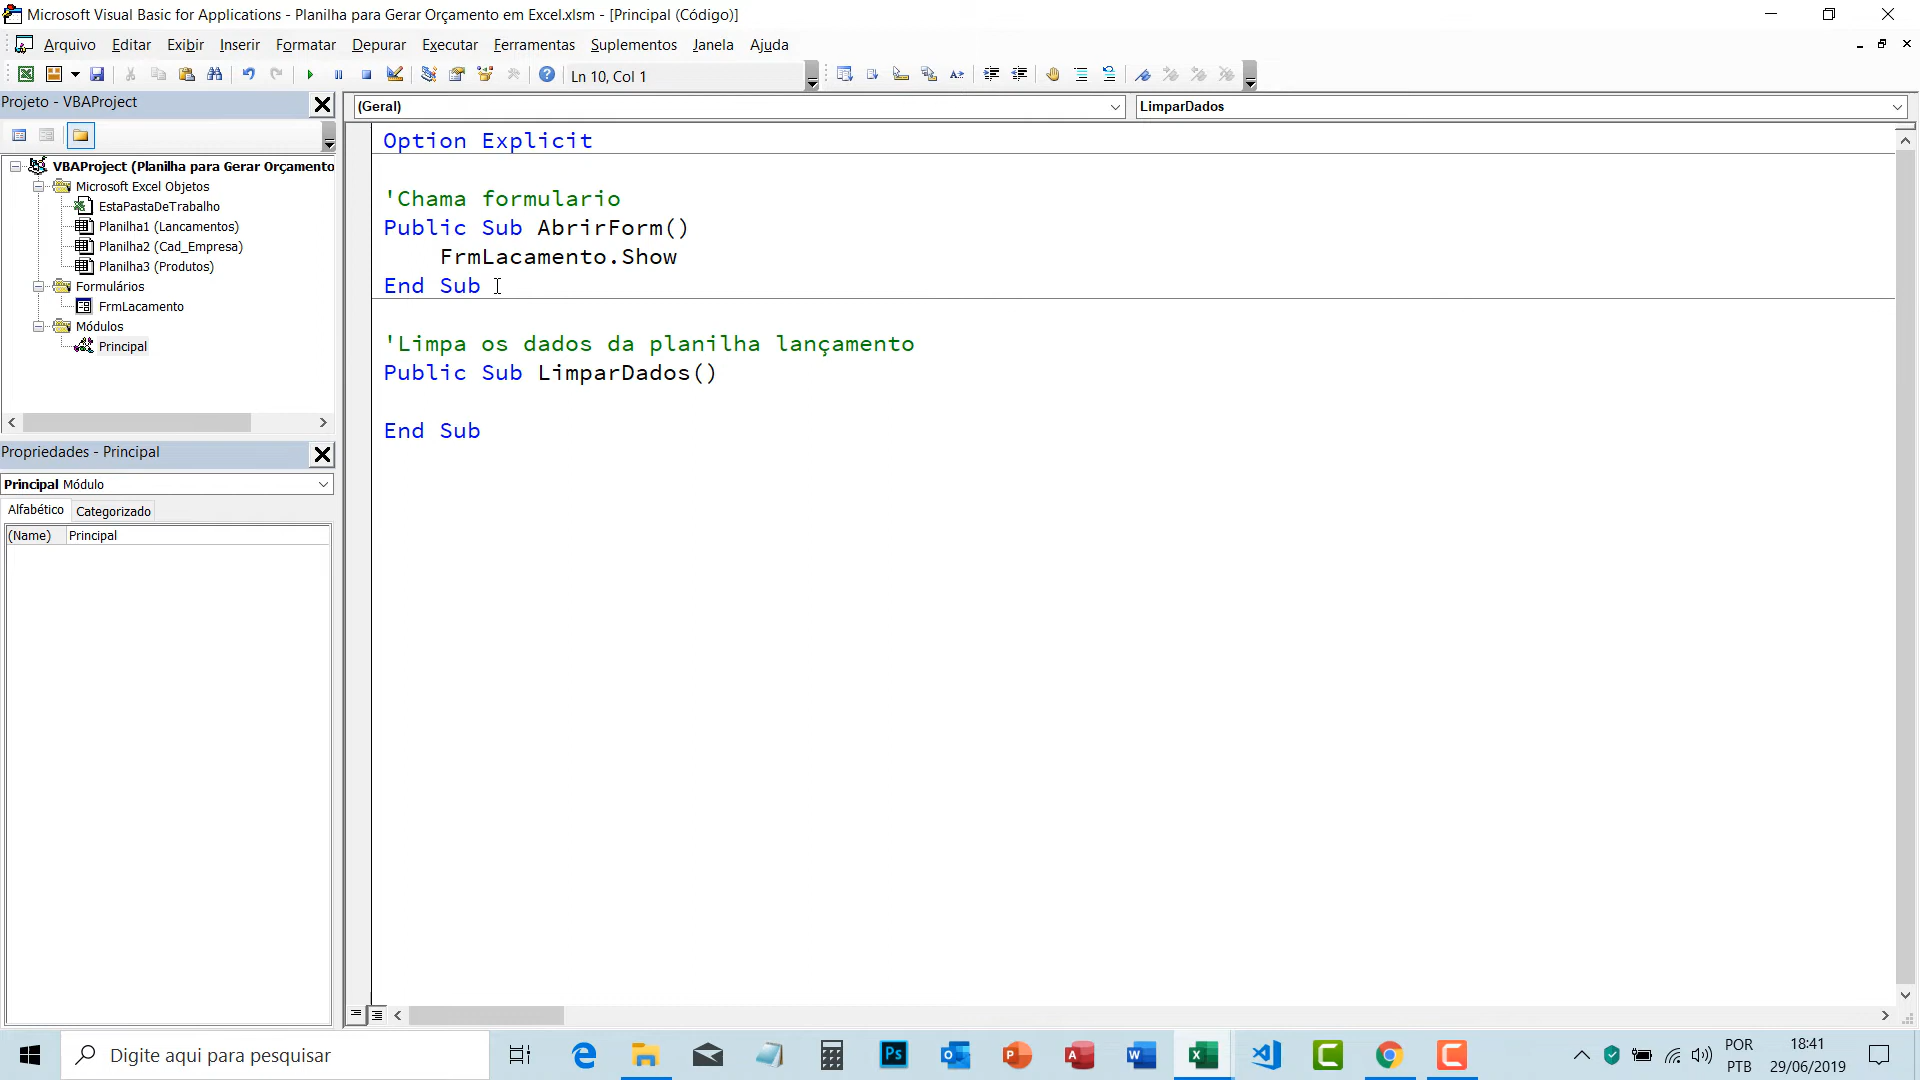 Microsoft Visual Basic for Applications - Planilha para Gerar Orçamento em Excel.xlsm - [Principal (Código)]
Arquivo Editar Exibir Inserir Formatar Depurar Executar Ferramentas Suplementos Janela Ajuda
Ln 10, Col 1
Projeto - VBAProject
(Geral)
LimparDados
VBAProject (Planilha para Gerar Orçamento
Microsoft Excel Objetos
EstaPastaDeTrabalho
Planilha1 (Lancamentos)
Planilha2 (Cad_Empresa)
Planilha3 (Produtos)
Formulários
FrmLacamento
Módulos
Principal
Option Explicit
'Chama formulario
Public Sub AbrirForm()
FrmLacamento.Show
End Sub
'Limpa os dados da planilha lançamento
Public Sub LimparDados()
End Sub
Propriedades - Principal
Principal Módulo
Alfabético Categorizado
(Name) Principal
Digite aqui para pesquisar
POR
PTB
18:41
29/06/2019